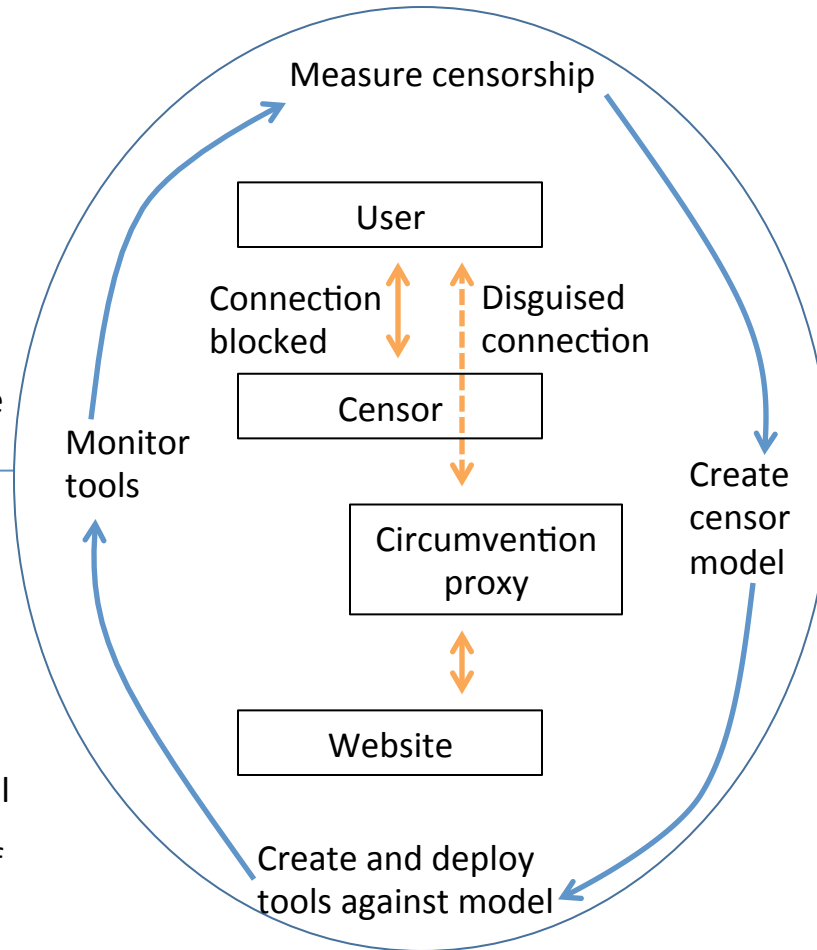 Measure censorship
User
Connection
blocked
Disguised
connection
Censor
Monitor
tools
Create
censor
model
Circumvention
proxy
Website
Create and deploy
tools against model